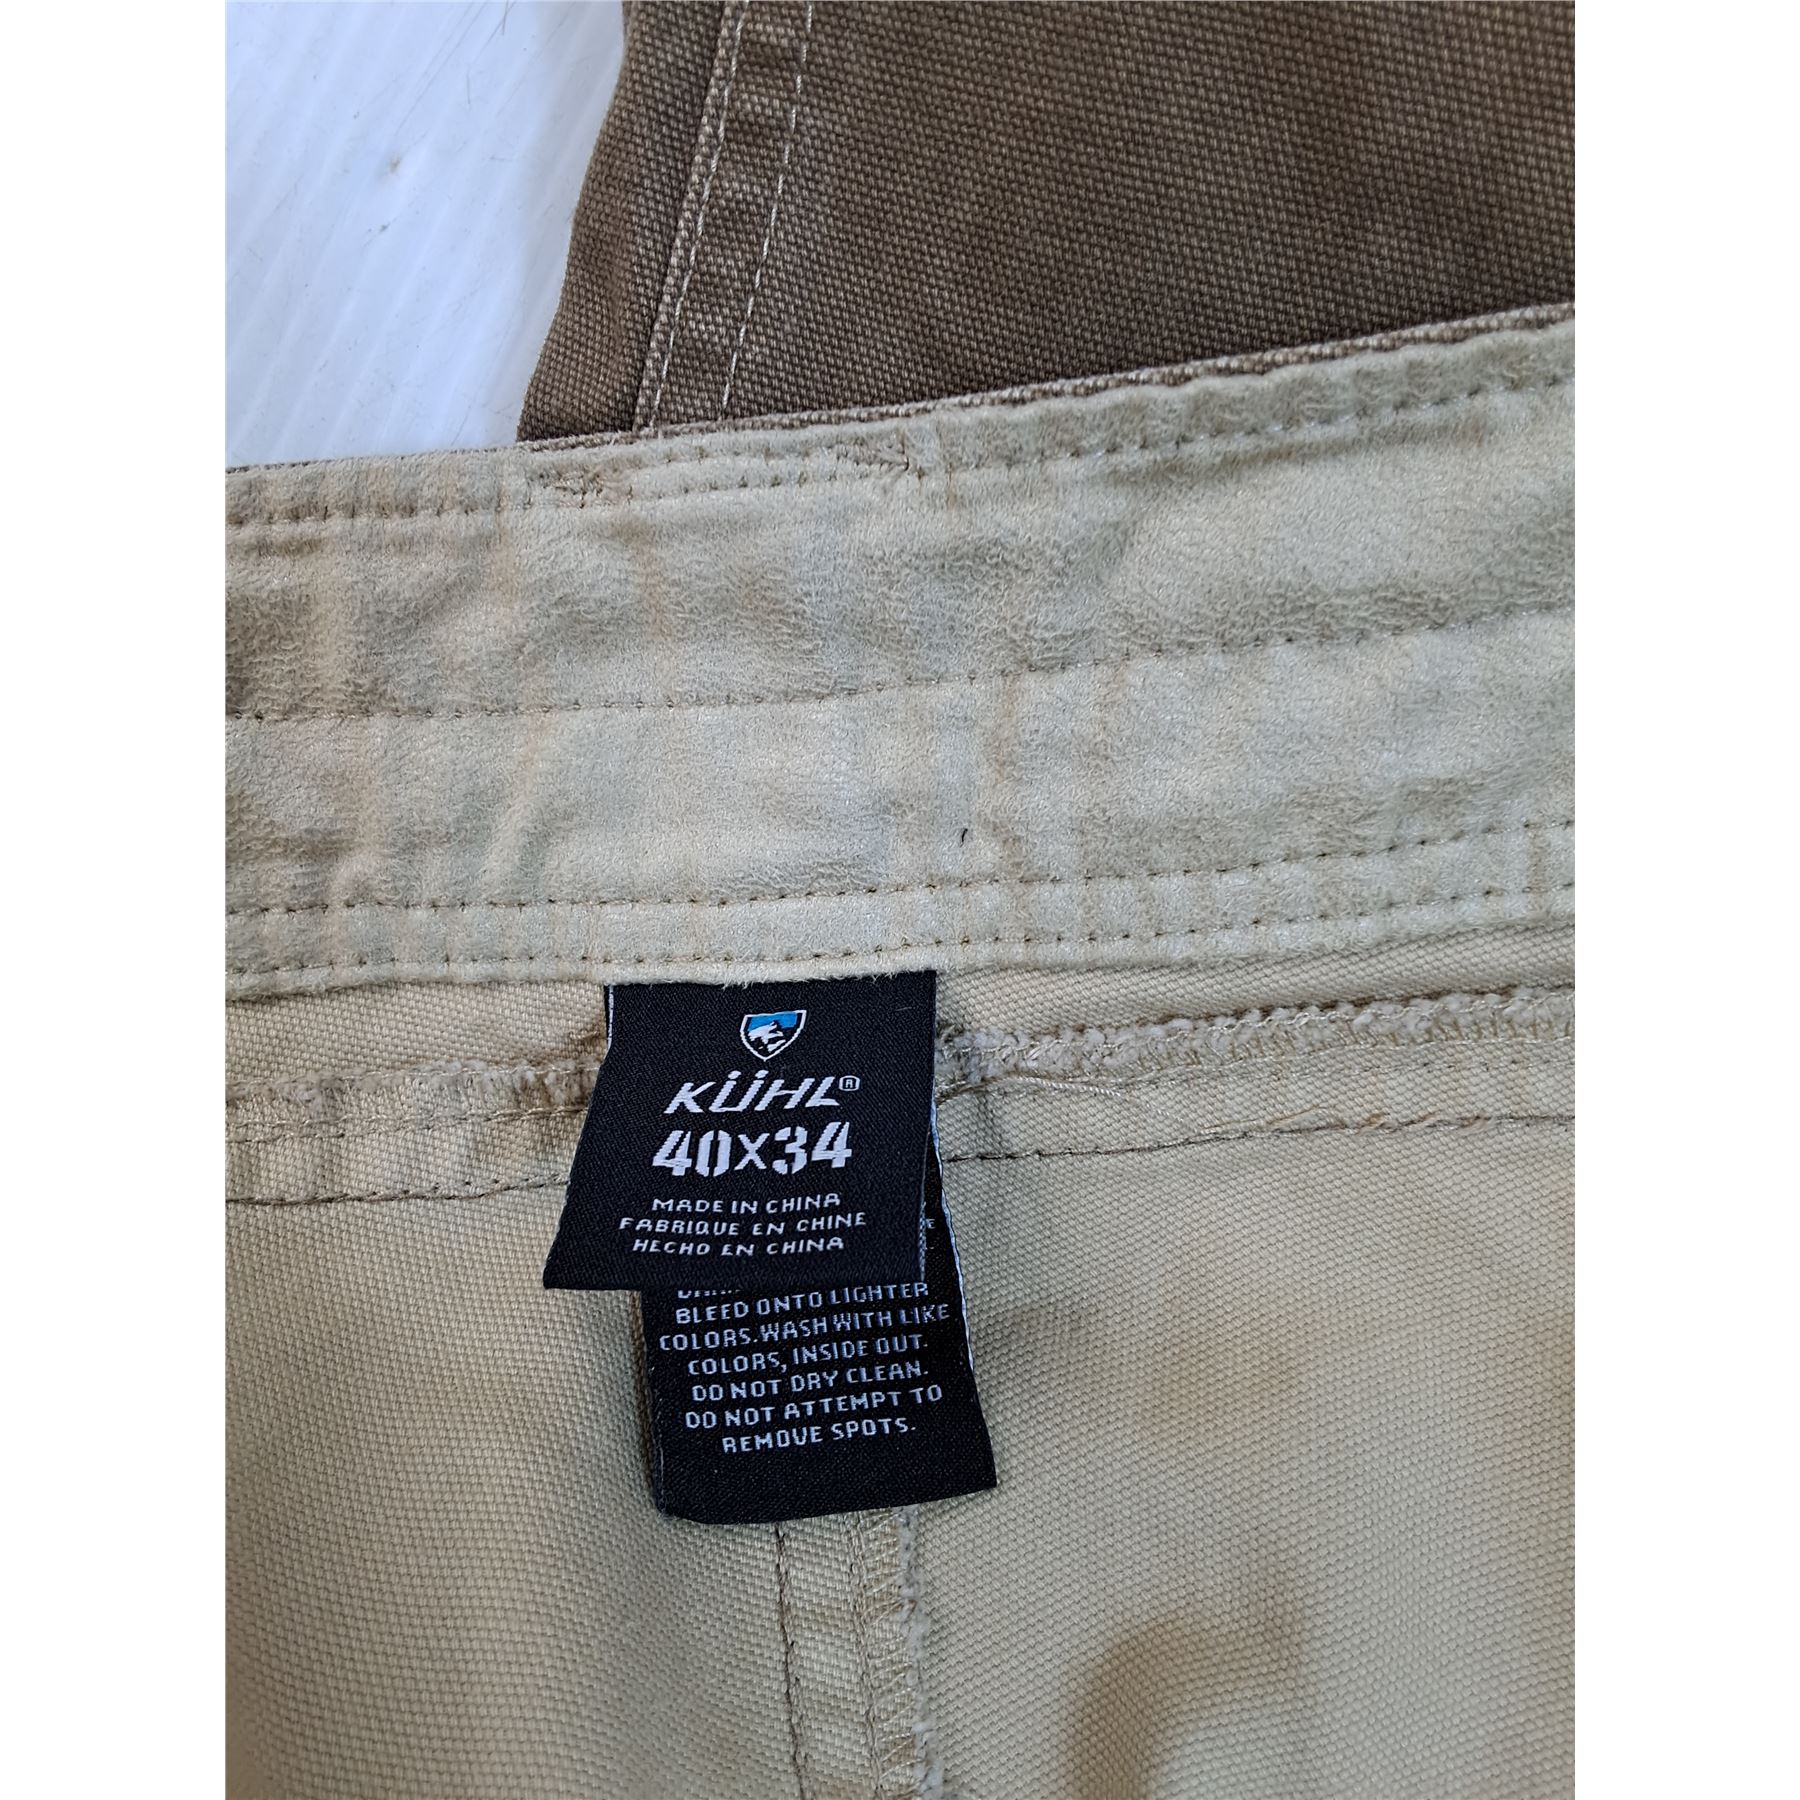 KÜHL®
40X34
MADE IN CHINA
FABRIQUE EN CHINE
HECHO EN CHINA
BLEED ONTO LIGHTER
COLORS. WASH WITH LIKE
COLORS, INSIDE OUT.
DO NOT DRY CLEAN.
DO NOT ATTEMPT TO
REMOVE SPOTS.